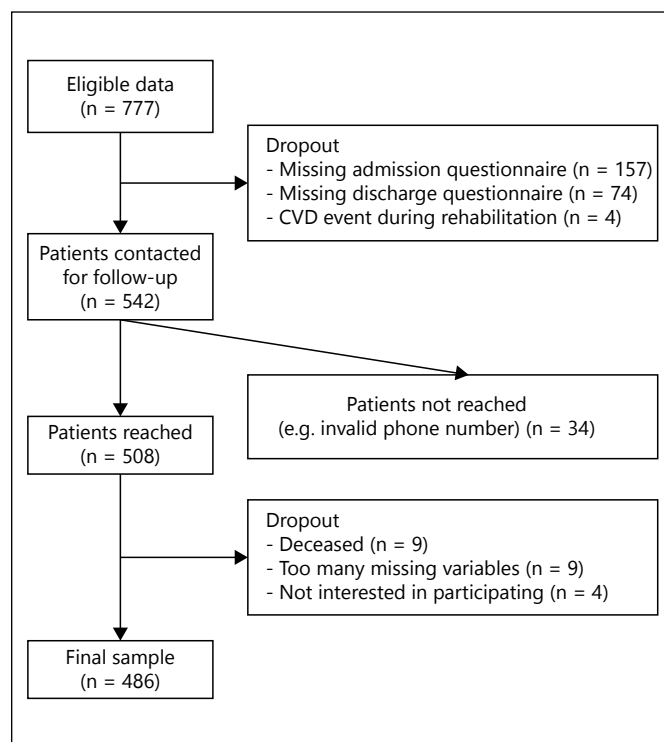 Eligible data
(n = 777)
Dropout
- Missing admission questionnaire (n = 157)
- Missing discharge questionnaire (n = 74)
- CVD event during rehabilitation (n = 4)
Patients contacted
for follow-up
(n = 542)
Patients not reached
(e.g. invalid phone number) (n = 34)
Patients reached
(n = 508)
Dropout
- Deceased (n = 9)
- Too many missing variables (n = 9)
- Not interested in participating (n = 4)
Final sample
(n = 486)